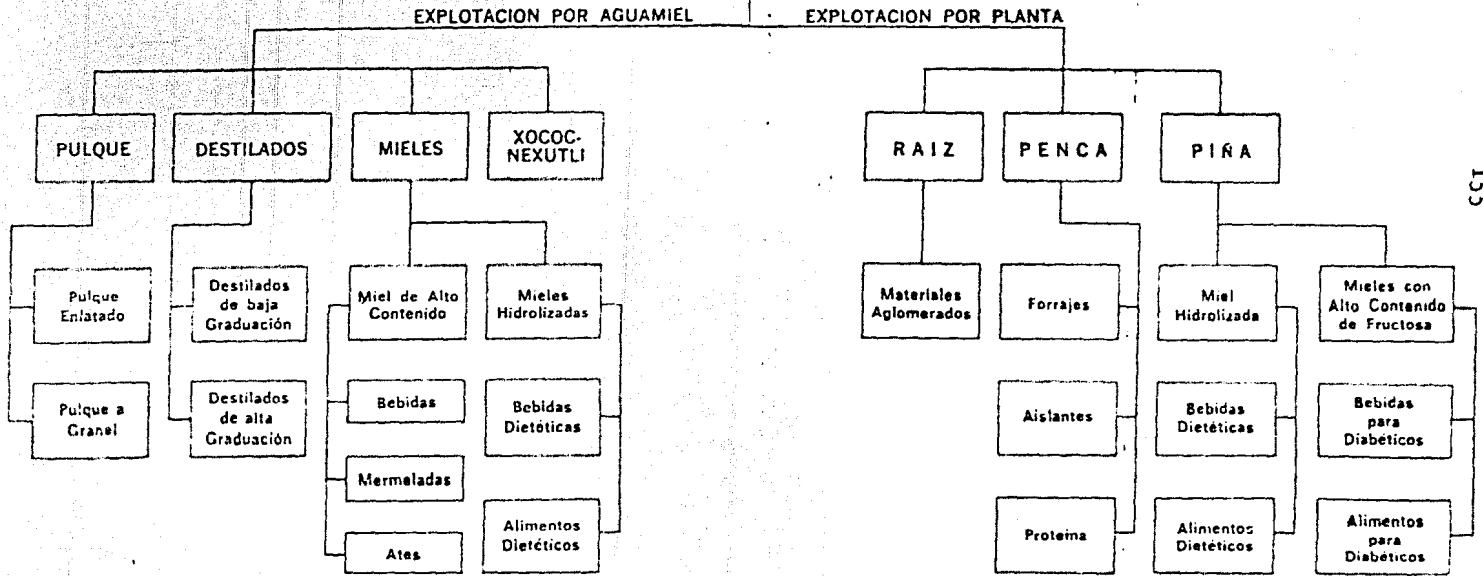 EXPLOTACION POR AGUAMIEL
EXPLOTACION POR PLANTA
PULQUE
DESTILADOS
MIELES
XOCOC-
NEXUTLI
RAIZ
PENCA
PIÑA
Pulque
Enlatado
Destilados
de baja
Graduación
Miel de Alto
Contenido
Mieles
Hidrolizadas
Materiales
Aglomerados
Forrajes
Miel
Hidrolizada
Mieles con
Alto Contenido
de Fructosa
Pulque a
Granel
Destilados
de alta
Graduación
Bebidas
Bebidas
Dietéticas
Aislantes
Bebidas
Dietéticas
Bebidas
para
Diabéticos
Mermeladas
Ates
Alimentos
Dietéticos
Proteina
Alimentos
Dietéticos
Alimentos
para
Diabéticos